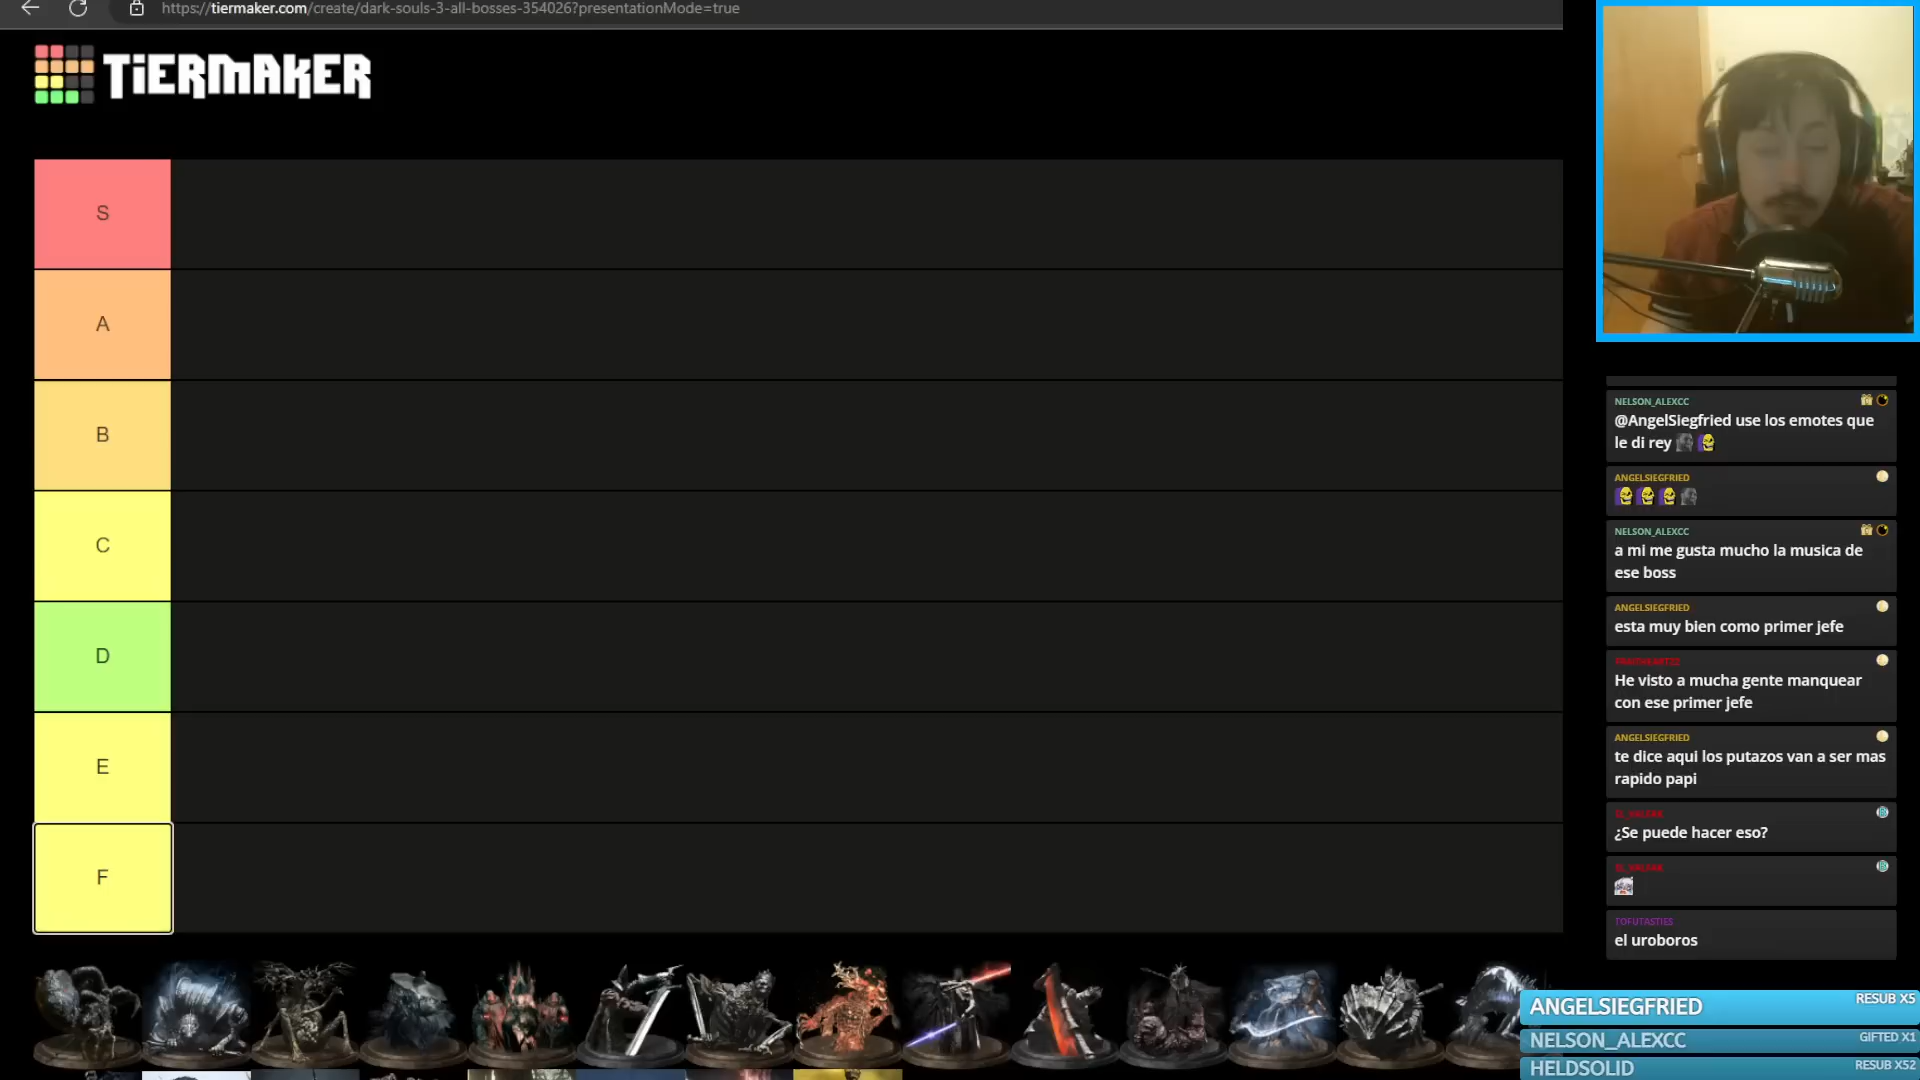 https://tiermaker.com/create/dark-souls-3-all-bosses-354026?presentationMode=true
TiERMAKER
S
A
B
C
D
E
F
NELSON_ALEXCC
@AngelSiegfried use los emotes que
le di rey
ANGELSIEGFRIED
NELSON_ALEXCC
a mi me gusta mucho la musica de
ese boss
ANGELSIEGFRIED
esta muy bien como primer jefe
He visto a mucha gente manquear
con ese primer jefe
ANGELSIEGFRIED
te dice aqui los putazos van a ser mas
rapido papi
¿Se puede hacer eso?
TOFUTASTIES
el uroboros
ANGELSIEGFRIED RESUB X5
NELSON_ALEXCC GIFTED X1
HELDSOLID RESUB X52